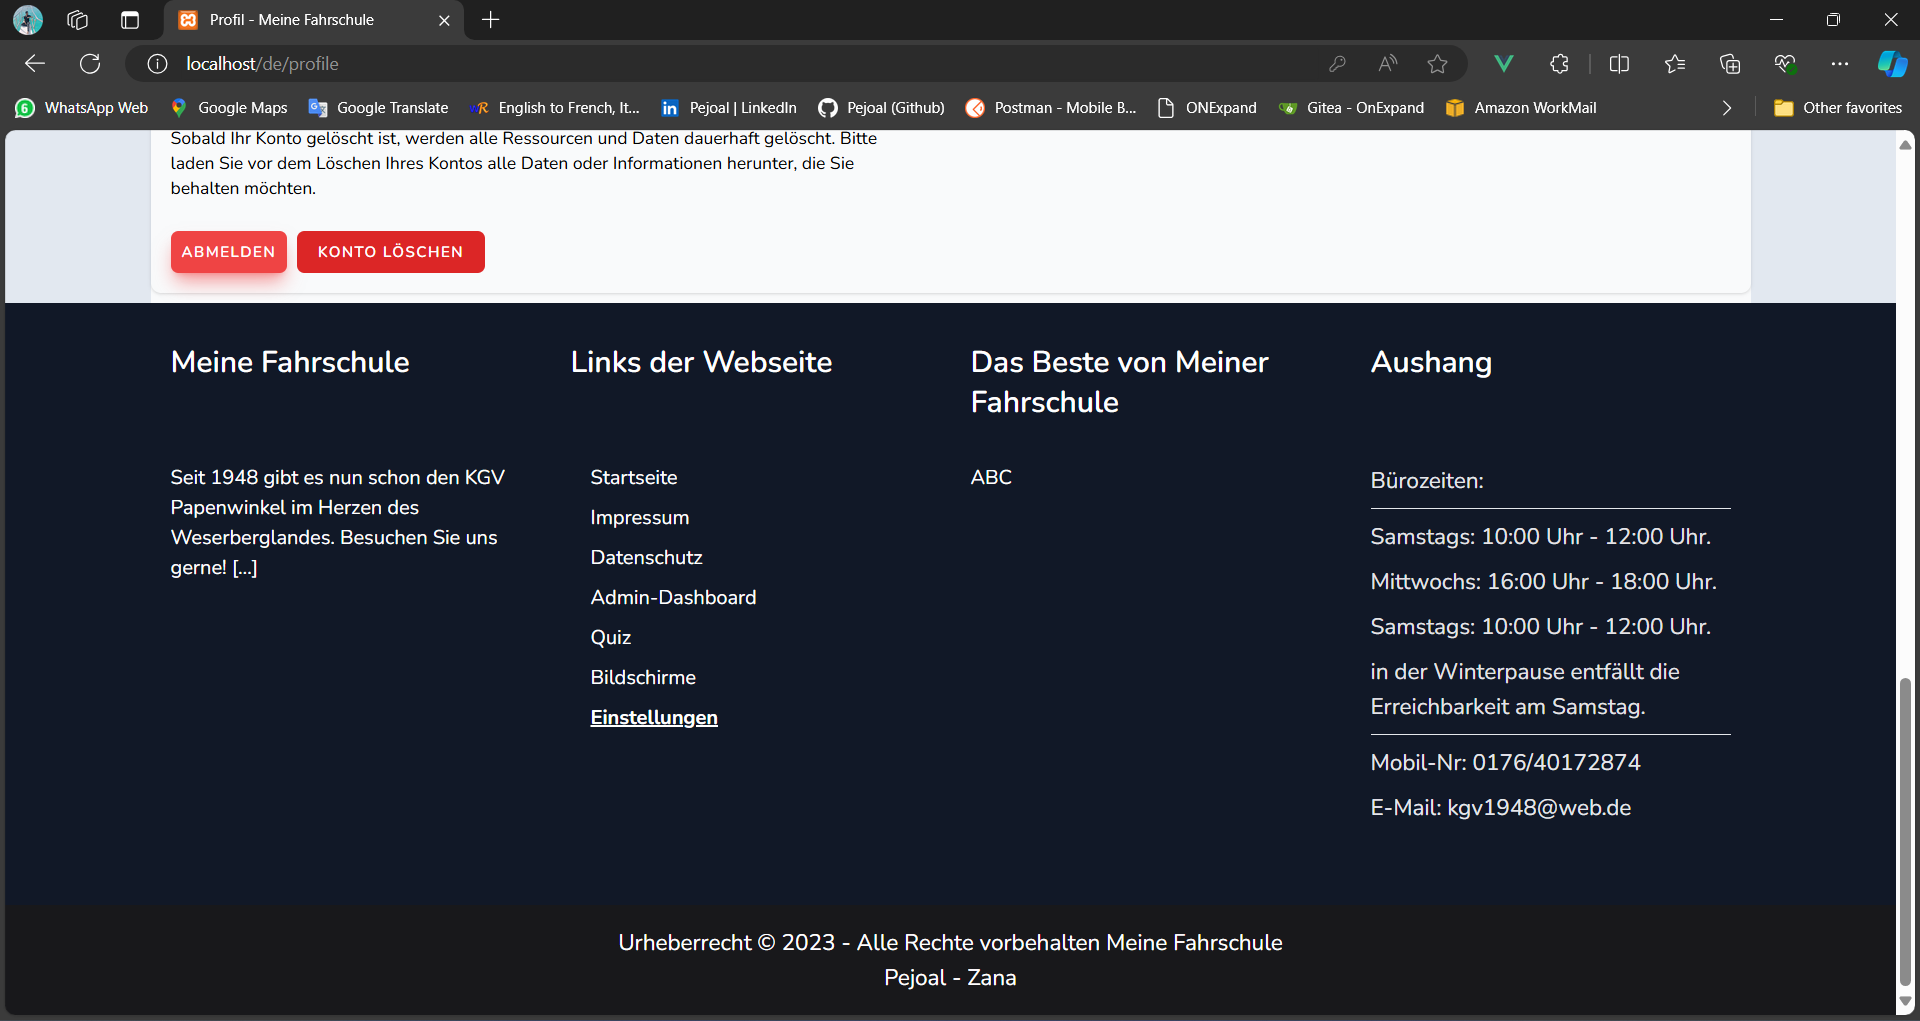 Profil - Meine Fahrschule
localhost/de/profile
WhatsApp Web
Google Maps
Google Translate
English to French, It...
Pejoal | LinkedIn
Pejoal (Github)
Postman - Mobile B...
ONExpand
Gitea - OnExpand
Amazon WorkMail
Other favorites
Sobald Ihr Konto gelöscht ist, werden alle Ressourcen und Daten dauerhaft gelöscht. Bitte
laden Sie vor dem Löschen Ihres Kontos alle Daten oder Informationen herunter, die Sie
behalten möchten.
ABMELDEN
KONTO LÖSCHEN
Meine Fahrschule
Seit 1948 gibt es nun schon den KGV
Papenwinkel im Herzen des
Weserberglandes. Besuchen Sie uns
gerne! [...]
Links der Webseite
Startseite
Impressum
Datenschutz
Admin-Dashboard
Quiz
Bildschirme
Einstellungen
Das Beste von Meiner
Fahrschule
ABC
Aushang
Bürozeiten:
Samstags: 10:00 Uhr - 12:00 Uhr.
Mittwochs: 16:00 Uhr - 18:00 Uhr.
Samstags: 10:00 Uhr - 12:00 Uhr.
in der Winterpause entfällt die
Erreichbarkeit am Samstag.
Mobil-Nr: 0176/40172874
E-Mail: kgv1948@web.de
Urheberrecht © 2023 - Alle Rechte vorbehalten Meine Fahrschule
Pejoal - Zana